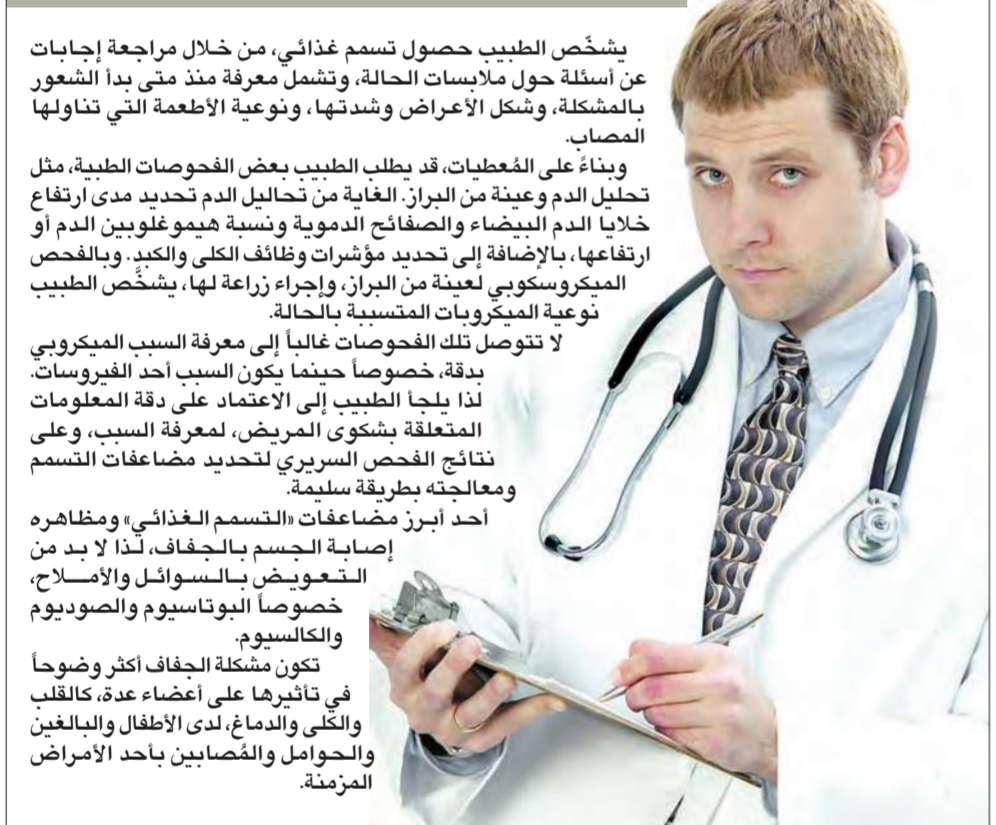 يشخّص الطبيب حصول تسمم غذائي، من خلال مراجعة إجابات
عن أسئلة حول ملابسات الحالة، وتشمل معرفة منذ متى بدأ الشعور
بالمشكلة، وشكل الأعراض وشدتها، ونوعية الأطعمة التي تناولها
المصاب.
وبناءً على المُعطيات، قد يطلب الطبيب بعض الفحوصات الطبية، مثل
تحليل الدم وعينة من البراز. الغاية من تحاليل الدم تحديد مدى ارتفاع
خلايا الدم البيضاء والصفائح الدموية ونسبة هيموغلوبين الدم أو
ارتفاعها، بالإضافة إلى تحديد مؤشرات وظائف الكلى والكبد. وبالفحص
الميكروسكوبي لعينة من البراز، وإجراء زراعة لها، يشخَّص الطبيب
نوعية الميكروبات المتسببة بالحالة.
لا تتوصل تلك الفحوصات غالباً إلى معرفة السبب الميكروبي
بدقة، خصوصاً حينما يكون السبب أحد الفيروسات.
لذا يلجأ الطبيب إلى الاعتماد على دقة المعلومات
المتعلقة بشكوى المريض، لمعرفة السبب، وعلى
نتائج الفحص السريري لتحديد مضاعفات التسمم
ومعالجته بطريقة سليمة.
أحد أبرز مضاعفات «التسمم الغذائي» ومظاهره
إصابة الجسم بالجفاف، لذا لا بد من
التعويض بالسوائل والأملاح،
خصوصاً البوتاسيوم والصوديوم
والكالسيوم.
تكون مشكلة الجفاف أكثر وضوحاً
في تأثيرها على أعضاء عدة، كالقلب
والكلى والدماغ، لدى الأطفال والبالغين
والحوامل والمُصابين بأحد الأمراض
المزمنة.